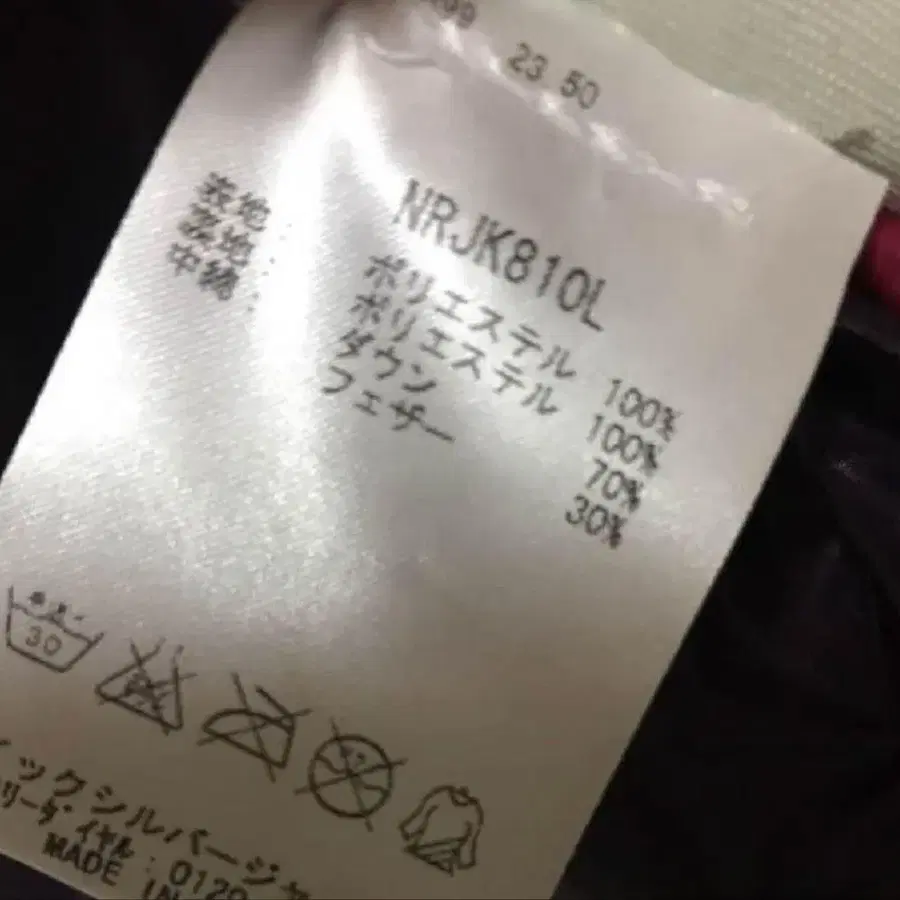 99 23 50
NRJK810L
表地: ポリエステル 100%
裏地: ポリエステル 100%
中綿: ダウン 70%
フェザー 30%
30
ックシルバージャ
リーダイヤル: 0120
MADE IN